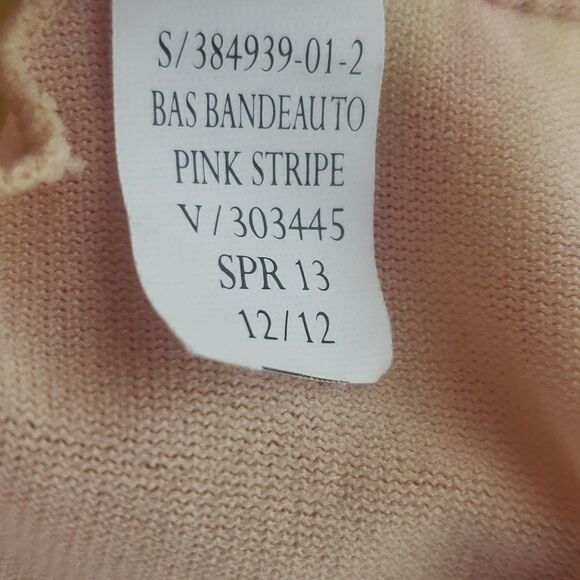 S/384939-01-2
BAS BANDEAUTO
PINK STRIPE
V/303445
SPR 13
12/12